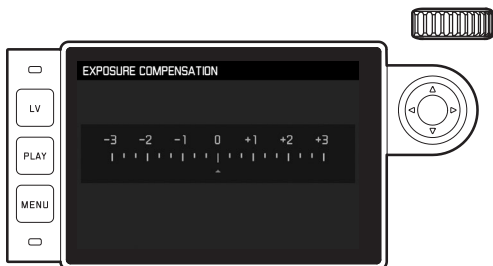 EXPOSURE COMPENSATION
LV
-3 -2 -1 0 +1 +2 +3
PLAY
MENU